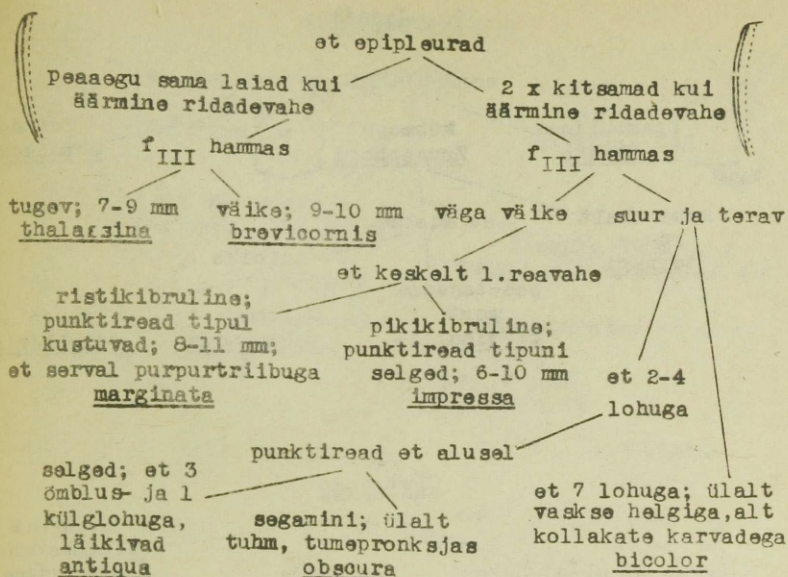 et epipleurad
peaaegu sama laiad kui
äärmine ridadevahe
2 x kitsamad kui
äärmine ridadevahe
fIII hammas
fIII hammas
tugev; 7-9 mm
thalassina
väike; 9-10 mm
brevicornis
väga väike
suur ja terav
et keskelt 1.reavahe
ristikibruline;
punktiread tipul
kustuvad; 8-11 mm;
et serval purpurtriibuga
marginata
pikikibruline;
punktiread tipuni
selged; 6-10 mm
impressa
et 2-4
lohuga
punktiread et alusel
selged; et 3
õmblus- ja 1
külglohuga,
läikivad
antiqua
segamini; ült
tuhm, tumepronksjas
obscura
et 7 lohuga; ülalt
vaskse helgiga,alt
kollakate karvadega
bicolor